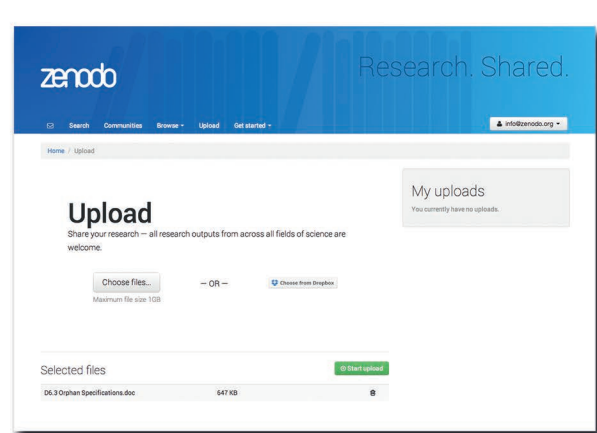 zenodo
Research. Shared.
Search Communities Browse Upload Get started
info@zenodo.org
Home / Upload
Upload
Share your research — all research outputs from across all fields of science are
welcome.
Choose files...
— OR —
Choose from Dropbox
Maximum file size 1GB
My uploads
You currently have no uploads.
Selected files
Start upload
D6.3 Orphan Specifications.doc 647 KB